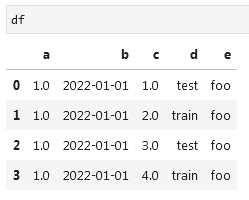 df
a b c d e
0 1.0 2022-01-01 1.0 test foo
1 1.0 2022-01-01 2.0 train foo
2 1.0 2022-01-01 3.0 test foo
3 1.0 2022-01-01 4.0 train foo